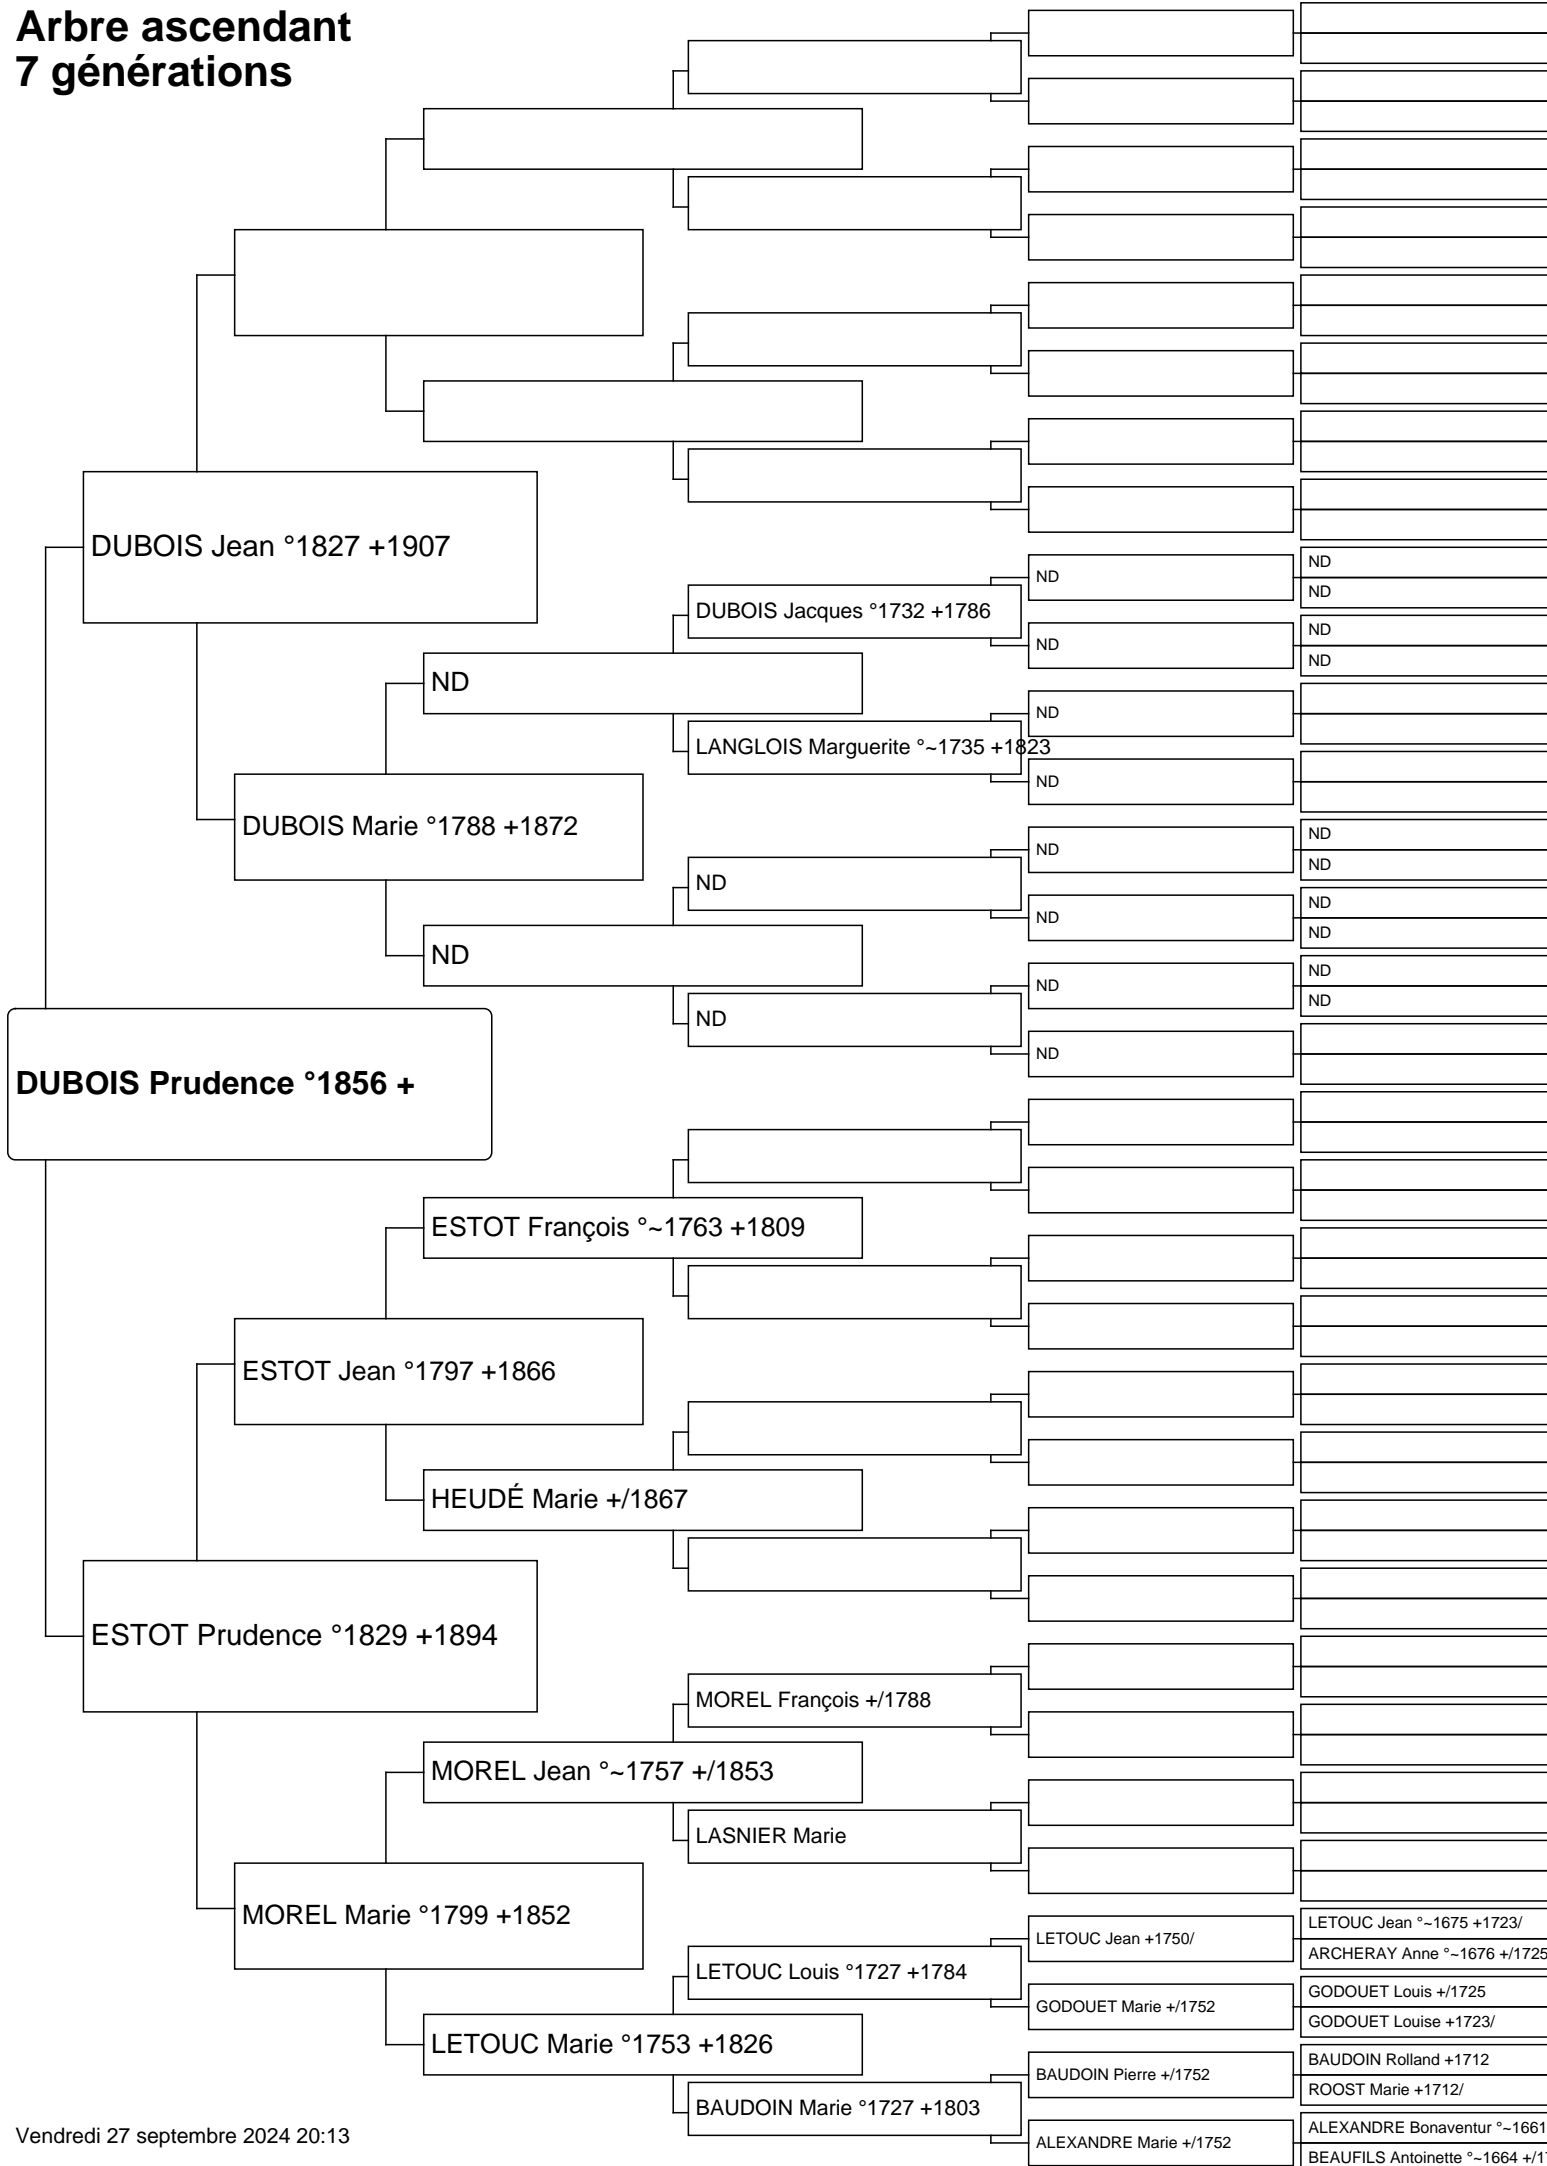 Arbre ascendant
7 générations
DUBOIS Jean °1827 +1907
ND
ND
ND
DUBOIS Jacques °1732 +1786
ND
ND
ND
ND
ND
LANGLOIS Marguerite °~1735 +1823
ND
DUBOIS Marie °1788 +1872
ND
ND
ND
ND
ND
ND
ND
ND
ND
ND
ND
ND
ND
DUBOIS Prudence °1856 +
ESTOT François °~1763 +1809
ESTOT Jean °1797 +1866
HEUDÉ Marie +/1867
ESTOT Prudence °1829 +1894
MOREL François +/1788
MOREL Jean °~1757 +/1853
LASNIER Marie
MOREL Marie °1799 +1852
LETOUC Jean °~1675 +1723/
LETOUC Jean +1750/
ARCHERAY Anne °~1676 +/1725
LETOUC Louis °1727 +1784
GODOUET Louis +/1725
GODOUET Marie +/1752
GODOUET Louise +1723/
LETOUC Marie °1753 +1826
BAUDOIN Rolland +1712
BAUDOIN Pierre +/1752
ROOST Marie +1712/
BAUDOIN Marie °1727 +1803
ALEXANDRE Bonaventur °~1661
ALEXANDRE Marie +/1752
BEAUFILS Antoinette °~1664
Vendredi 27 septembre 2024 20:13